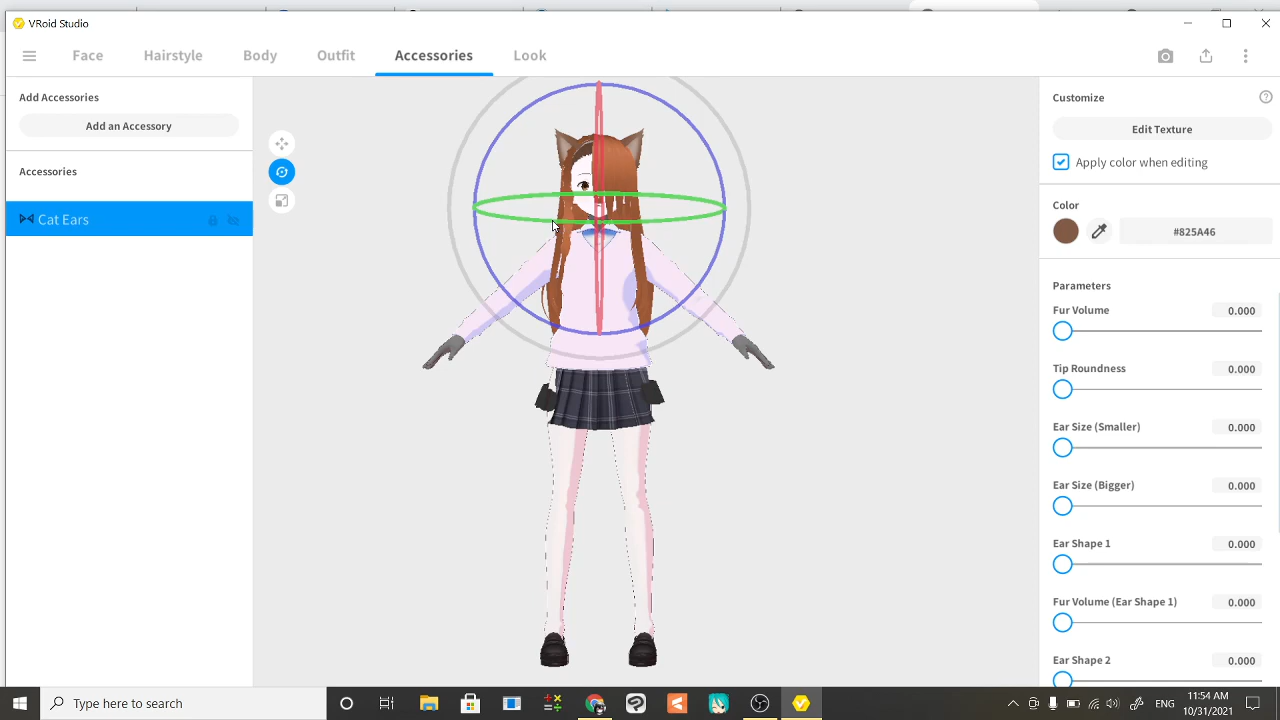 VRoid Studio
Face Hairstyle Body Outfit Accessories Look
Add Accessories
Add an Accessory
Accessories
Cat Ears
Customize
Edit Texture
Apply color when editing
Color
#825A46
Parameters
Fur Volume 0.000
Tip Roundness 0.000
Ear Size (Smaller) 0.000
Ear Size (Bigger) 0.000
Ear Shape 1 0.000
Fur Volume (Ear Shape 1) 0.000
Ear Shape 2 0.000
Type here to search
ENG
11:54 AM
10/31/2021